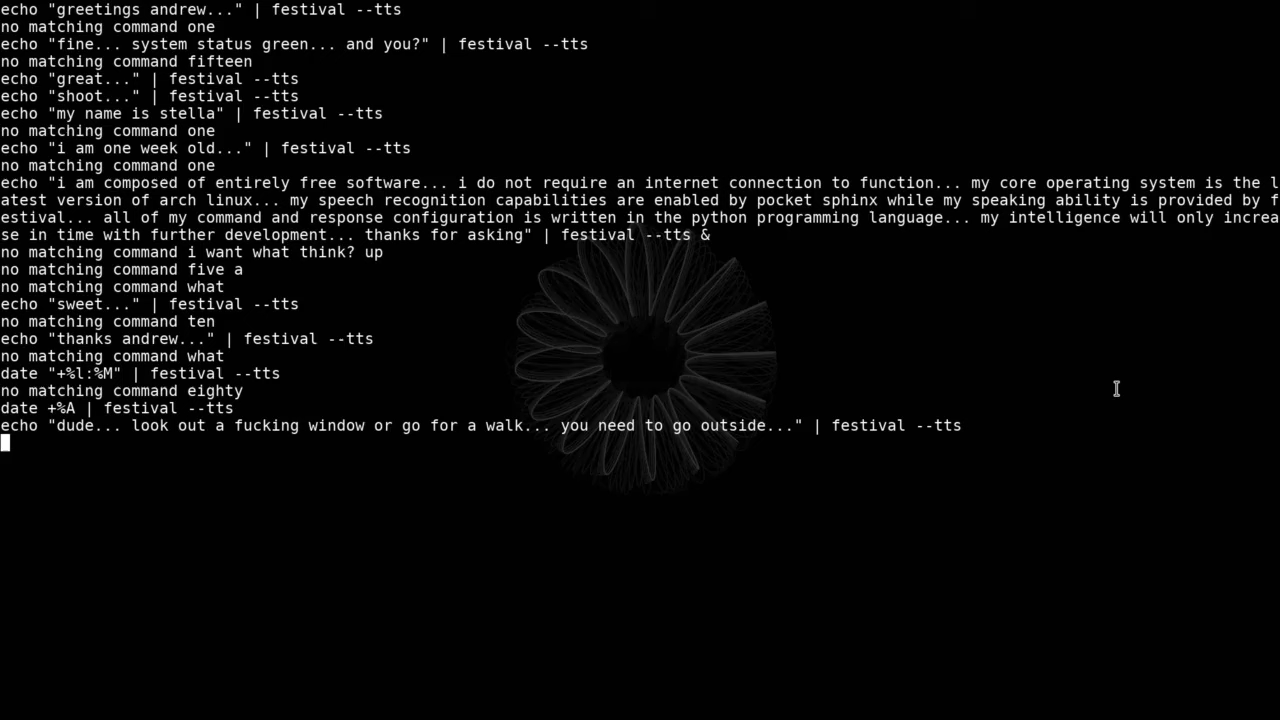 echo "greetings andrew..." | festival --tts
no matching command one
echo "fine... system status green... and you?" | festival --tts
no matching command fifteen
echo "great..." | festival --tts
echo "shoot..." | festival --tts
echo "my name is stella" | festival --tts
no matching command one
echo "i am one week old..." | festival --tts
no matching command one
echo "i am composed of entirely free software... i do not require an internet connection to function... my core operating system is the l
atest version of arch linux... my speech recognition capabilities are enabled by pocket sphinx while my speaking ability is provided by f
estival... all of my command and response configuration is written in the python programming language... my intelligence will only increa
se in time with further development... thanks for asking" | festival --tts &
no matching command i want what think? up
no matching command five a
no matching command what
echo "sweet..." | festival --tts
no matching command ten
echo "thanks andrew..." | festival --tts
no matching command what
date "+%l:%M" | festival --tts
no matching command eighty
date +%A | festival --tts
echo "dude... look out a fucking window or go for a walk... you need to go outside..." | festival --tts